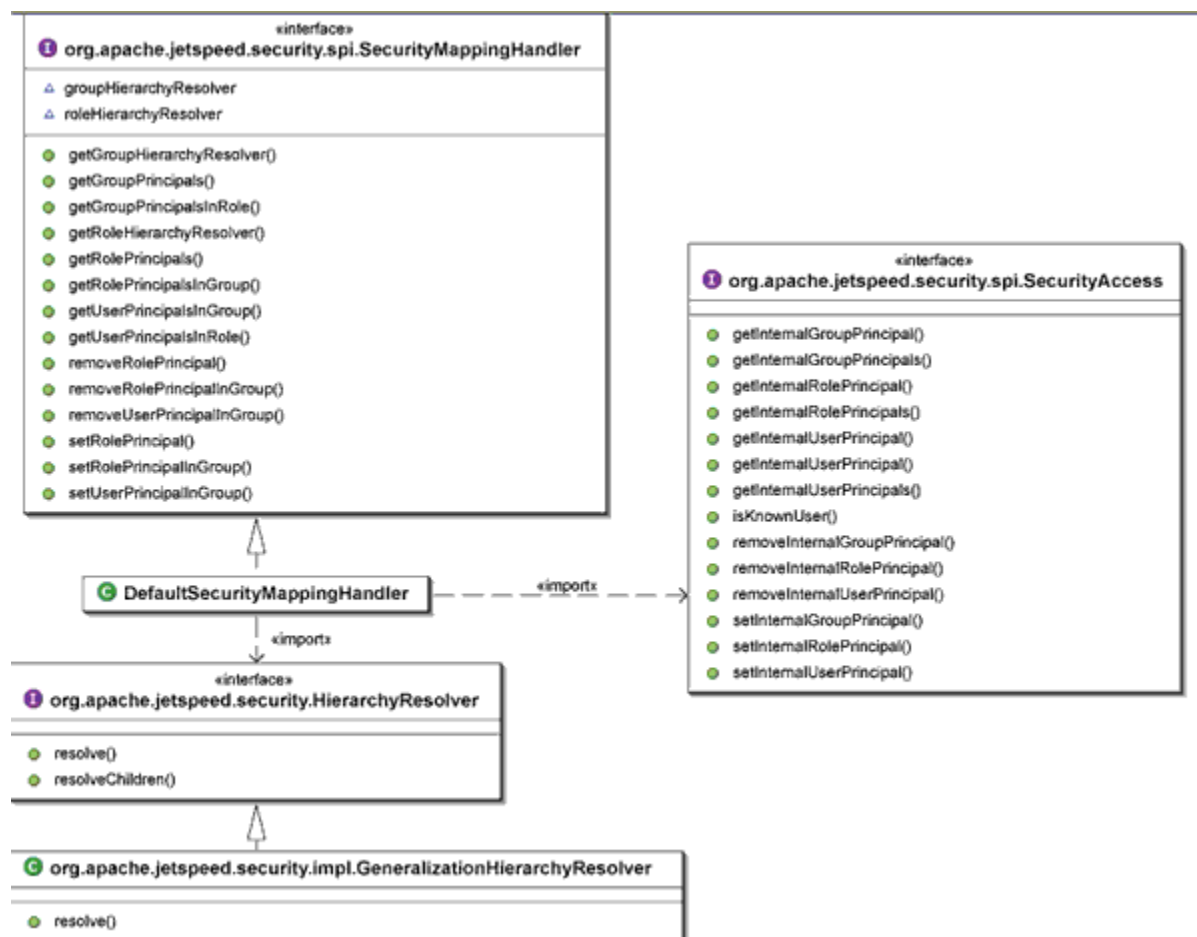 «interface»
org.apache.jetspeed.security.spi.SecurityMappingHandler
groupHierarchyResolver
roleHierarchyResolver
getGroupHierarchyResolver()
getGroupPrincipals()
getGroupPrincipalsInRole()
getRoleHierarchyResolver()
getRolePrincipals()
getRolePrincipalsInGroup()
getUserPrincipalsInGroup()
getUserPrincipalsInRole()
removeRolePrincipal()
removeRolePrincipalInGroup()
removeUserPrincipalInGroup()
setRolePrincipal()
setRolePrincipalInGroup()
setUserPrincipalInGroup()
«interface»
org.apache.jetspeed.security.spi.SecurityAccess
getInternalGroupPrincipal()
getInternalGroupPrincipals()
getInternalRolePrincipal()
getInternalRolePrincipals()
getInternalUserPrincipal()
getInternalUserPrincipal()
getInternalUserPrincipals()
isKnownUser()
removeInternalGroupPrincipal()
removeInternalRolePrincipal()
removeInternalUserPrincipal()
setInternalGroupPrincipal()
setInternalRolePrincipal()
setInternalUserPrincipal()
DefaultSecurityMappingHandler
«import»
«import»
«interface»
org.apache.jetspeed.security.HierarchyResolver
resolve()
resolveChildren()
org.apache.jetspeed.security.impl.GeneralizationHierarchyResolver
resolve()